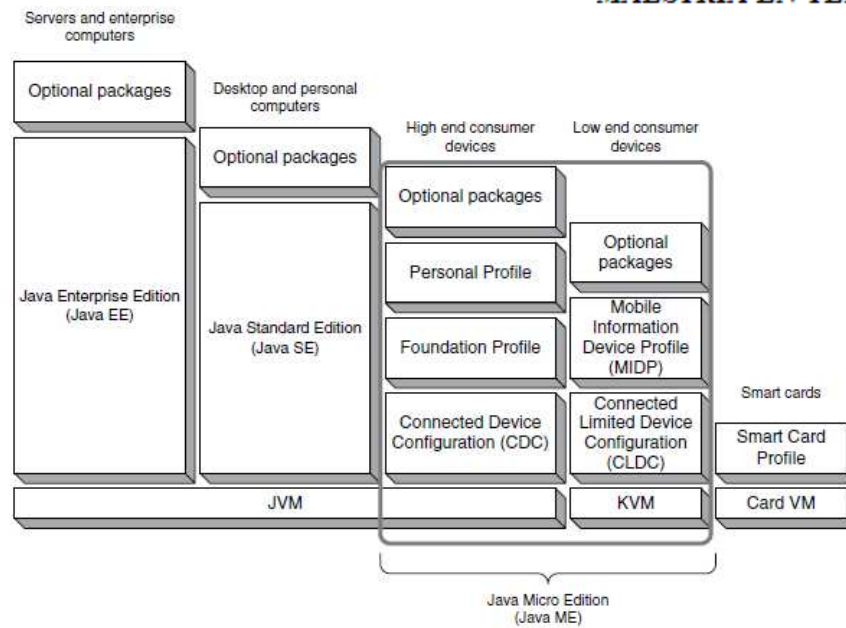 Servers and enterprise
computers
Optional packages
Java Enterprise Edition
(Java EE)
Desktop and personal
computers
Optional packages
Java Standard Edition
(Java SE)
High end consumer
devices
Optional packages
Personal Profile
Foundation Profile
Connected Device
Configuration (CDC)
Low end consumer
devices
Optional
packages
Mobile
Information
Device Profile
(MIDP)
Connected
Limited Device
Configuration
(CLDC)
Smart cards
Smart Card
Profile
JVM
KVM
Card VM
Java Micro Edition
(Java ME)